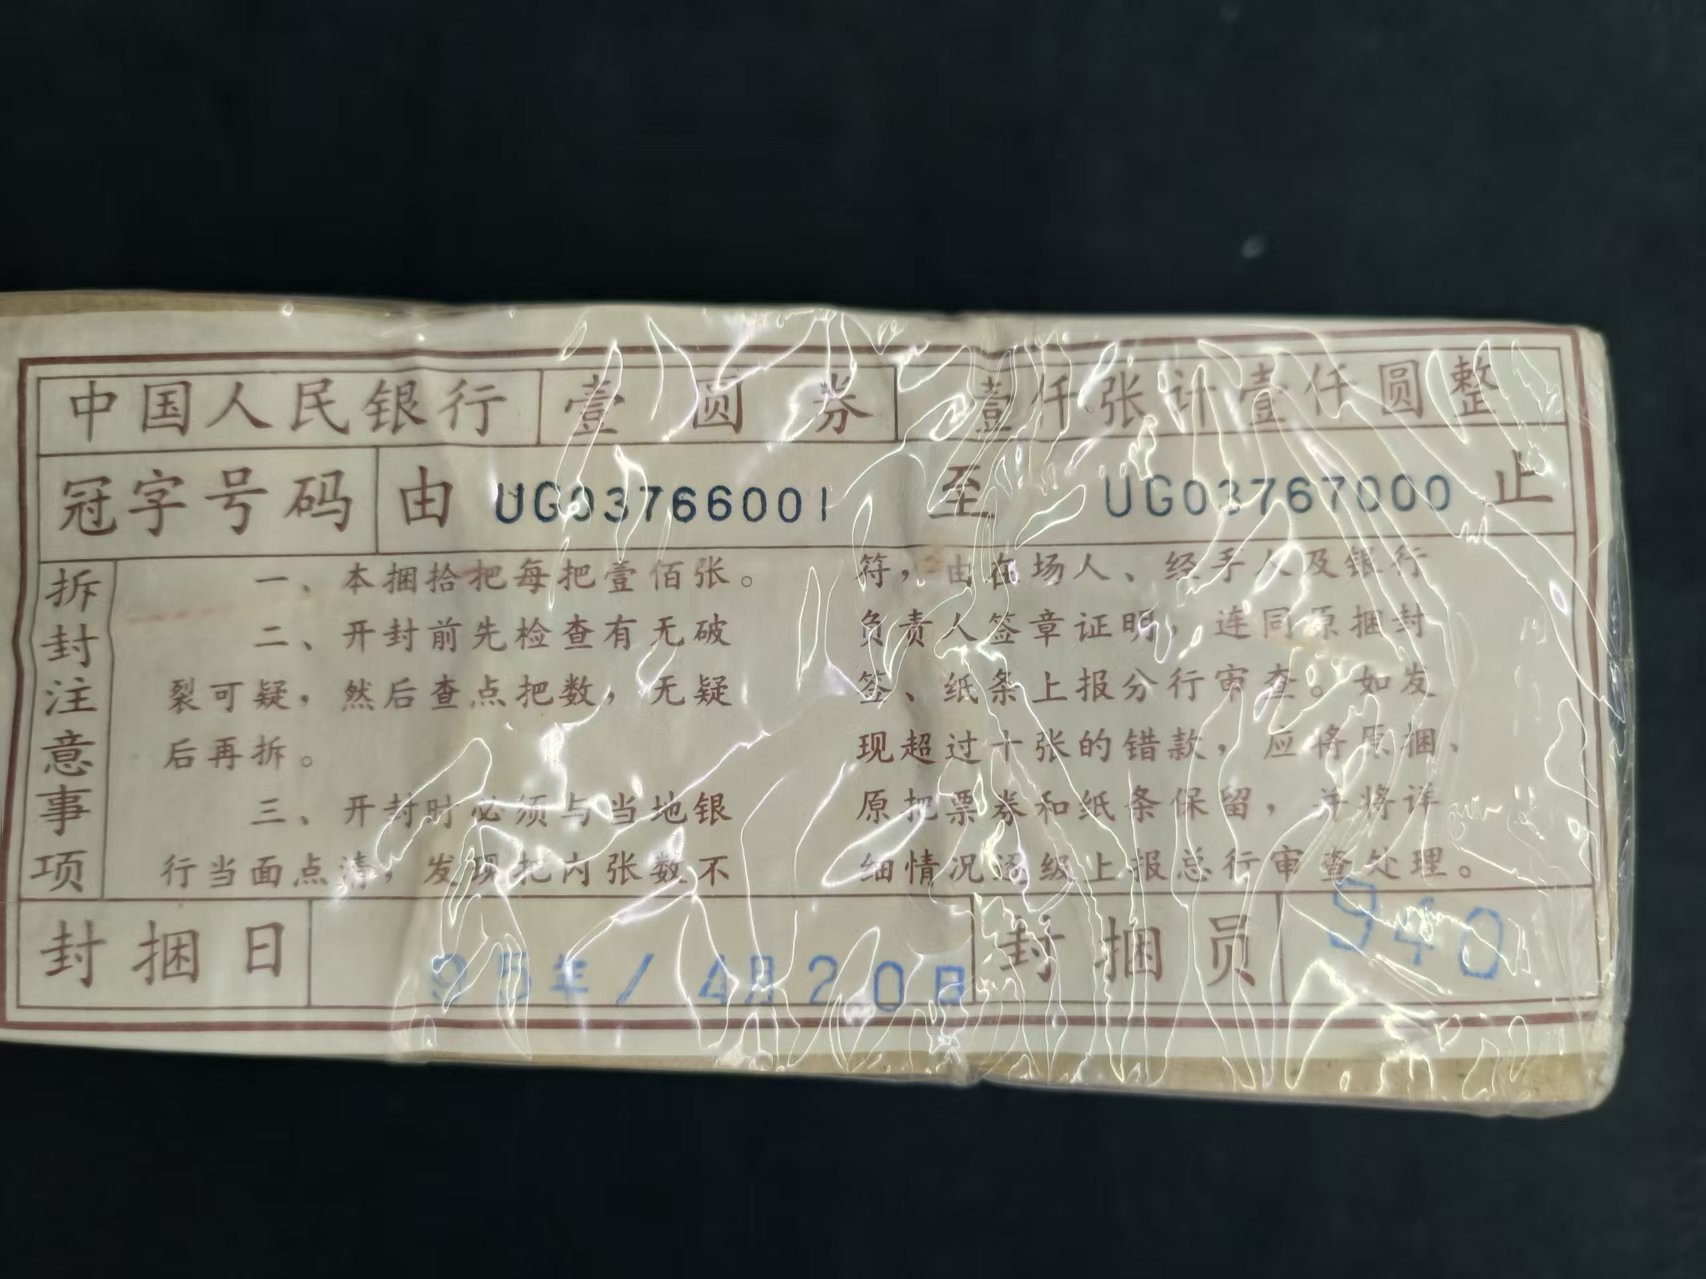 中国人民银行 壹圆券 壹仟张计壹仟圆整
冠字号码 由 UG03766001 至 UG03767000 止
拆封注意事项
一、本捆拾把每把壹佰张。
二、开封前先检查有无破
裂可疑，然后查点把数，无疑
后再拆。
三、开封时必须与当地银
行当面点清，发现把内张数不
符，由在场人、经手人及银行
负责人签章证明，连同原捆封
签、纸条上报分行审查。如发
现超过十张的错款，应将原捆、
原把票券和纸条保留，并将详
细情况逐级上报总行审查处理。
封捆日 95年/4月20日 封捆员 940